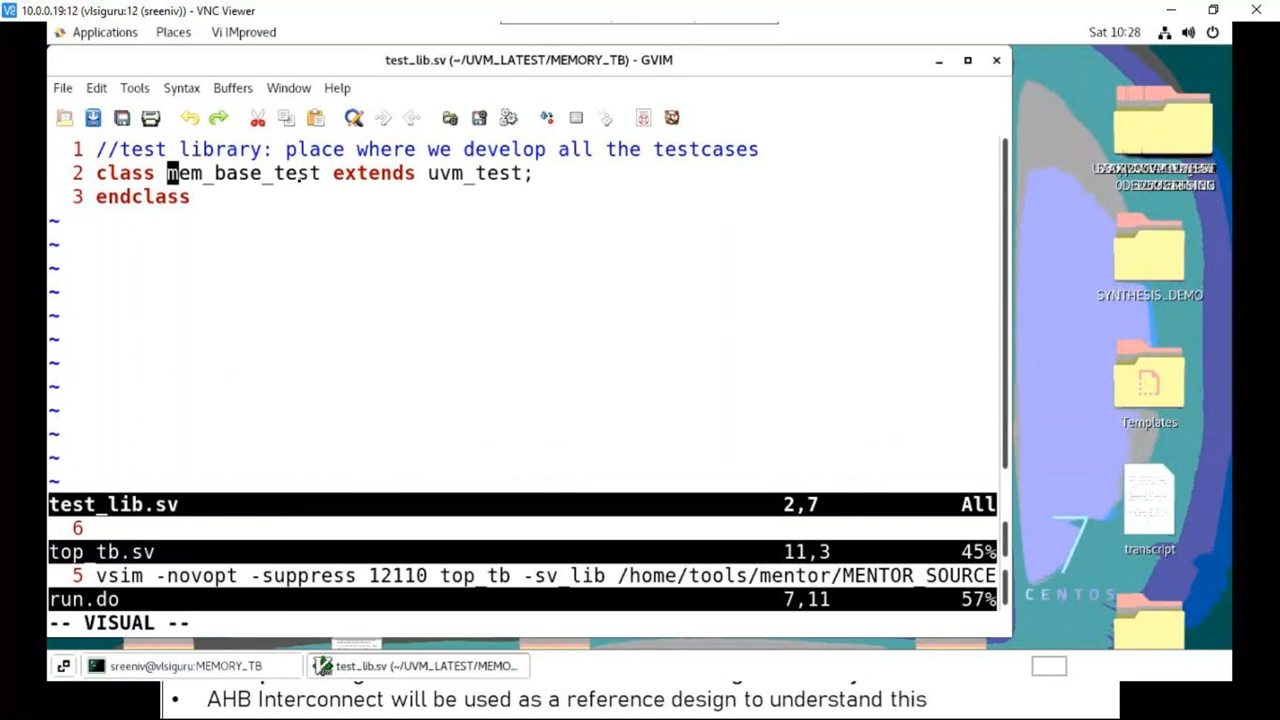 10.0.0.19:12 (vlsiguru:12 (sreeniv)) - VNC Viewer
Applications Places Vi IMproved Sat 10:28
test_lib.sv (~/UVM_LATEST/MEMORY_TB) - GVIM
File Edit Tools Syntax Buffers Window Help
1 //test library: place where we develop all the testcases
2 class mem_base_test extends uvm_test;
3 endclass
~
~
~
~
~
~
~
~
~
~
~
~
test_lib.sv 2,7 All
6
top_tb.sv 11,3 45%
5 vsim -novopt -suppress 12110 top_tb -sv_lib /home/tools/mentor/MENTOR_SOURCE
run.do 7,11 57%
-- VISUAL --
SYNTHESIS_DEMO
Templates
transcript
7
CENTOS
sreeniv@vlsiguru:MEMORY_TB
test_lib.sv (~/UVM_LATEST/MEMO...
• AHB Interconnect will be used as a reference design to understand this